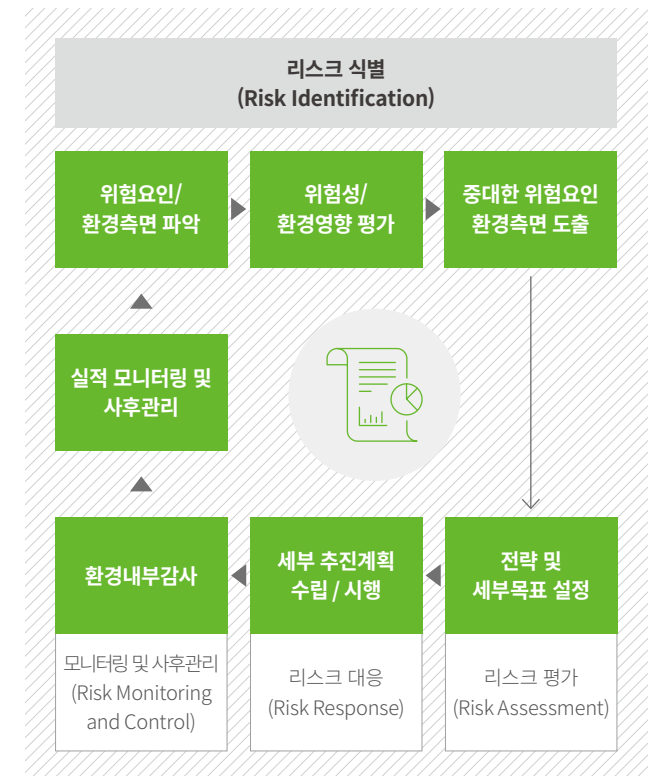 리스크 식별
(Risk Identification)
위험요인/
환경측면 파악
위험성/
환경영향 평가
중대한 위험요인
환경측면 도출
실적 모니터링 및
사후관리
환경내부감사
세부 추진계획
수립 / 시행
전략 및
세부목표 설정
모니터링 및 사후관리
(Risk Monitoring
and Control)
리스크 대응
(Risk Response)
리스크 평가
(Risk Assessment)